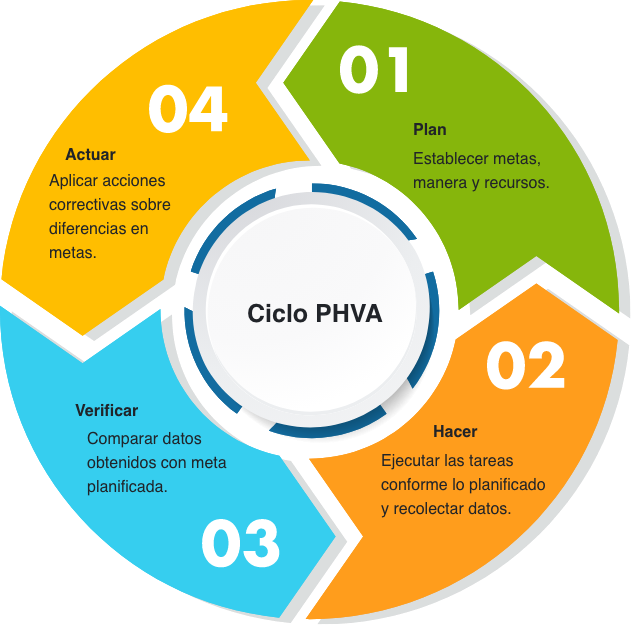 01
Plan
Establecer metas,
manera y recursos.
02
Hacer
Ejecutar las tareas
conforme lo planificado
y recolectar datos.
03
Verificar
Comparar datos
obtenidos con meta
planificada.
04
Actuar
Aplicar acciones
correctivas sobre
diferencias en
metas.
Ciclo PHVA